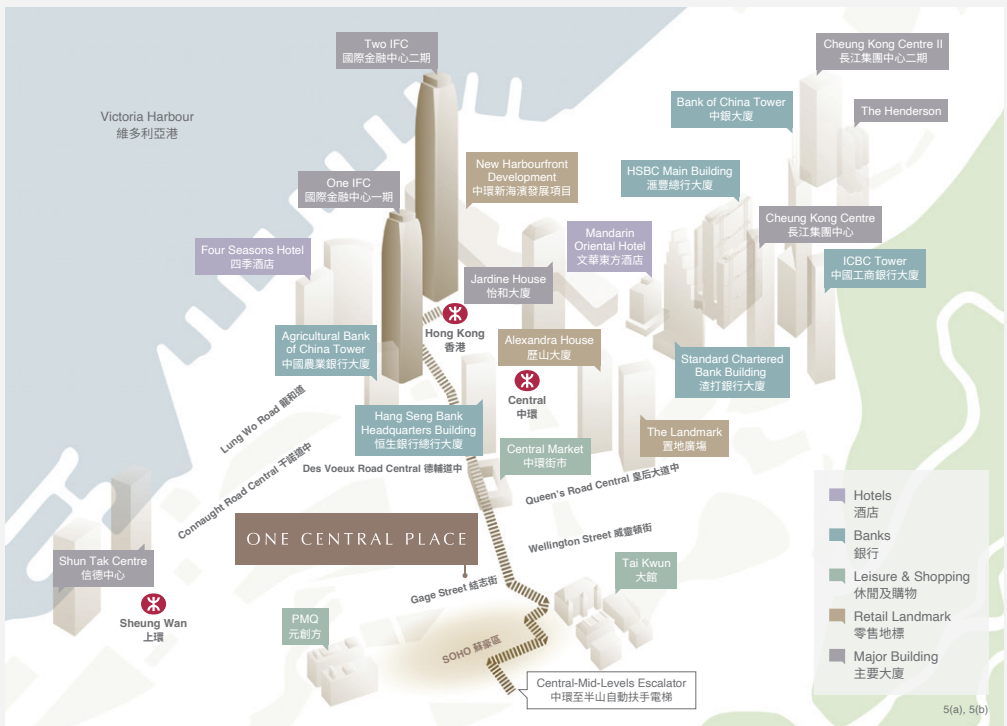 Two IFC
國際金融中心二期
Cheung Kong Centre II
長江集團中心二期
Victoria Harbour
維多利亞港
Bank of China Tower
中銀大廈
The Henderson
New Harbourfront
Development
中環新海濱發展項目
HSBC Main Building
滙豐總行大廈
One IFC
國際金融中心一期
Cheung Kong Centre
長江集團中心
Mandarin
Oriental Hotel
文華東方酒店
Four Seasons Hotel
四季酒店
ICBC Tower
中國工商銀行大廈
Jardine House
怡和大廈
Hong Kong
香港
Agricultural Bank
of China Tower
中國農業銀行大廈
Alexandra House
歷山大廈
Standard Chartered
Bank Building
渣打銀行大廈
Central
中環
Lung Wo Road 龍和道
Hang Seng Bank
Headquarters Building
恒生銀行總行大廈
The Landmark
置地廣場
Central Market
中環街市
Connaught Road Central 干諾道中
Des Voeux Road Central 德輔道中
Queen's Road Central 皇后大道中
ONE CENTRAL PLACE
Wellington Street 威靈頓街
Shun Tak Centre
信德中心
Tai Kwun
大館
Gage Street 結志街
Sheung Wan
上環
PMQ
元創方
SOHO 蘇豪區
Central-Mid-Levels Escalator
中環至半山自動扶手電梯
Hotels
酒店
Banks
銀行
Leisure & Shopping
休閒及購物
Retail Landmark
零售地標
Major Building
主要大廈
5(a), 5(b)